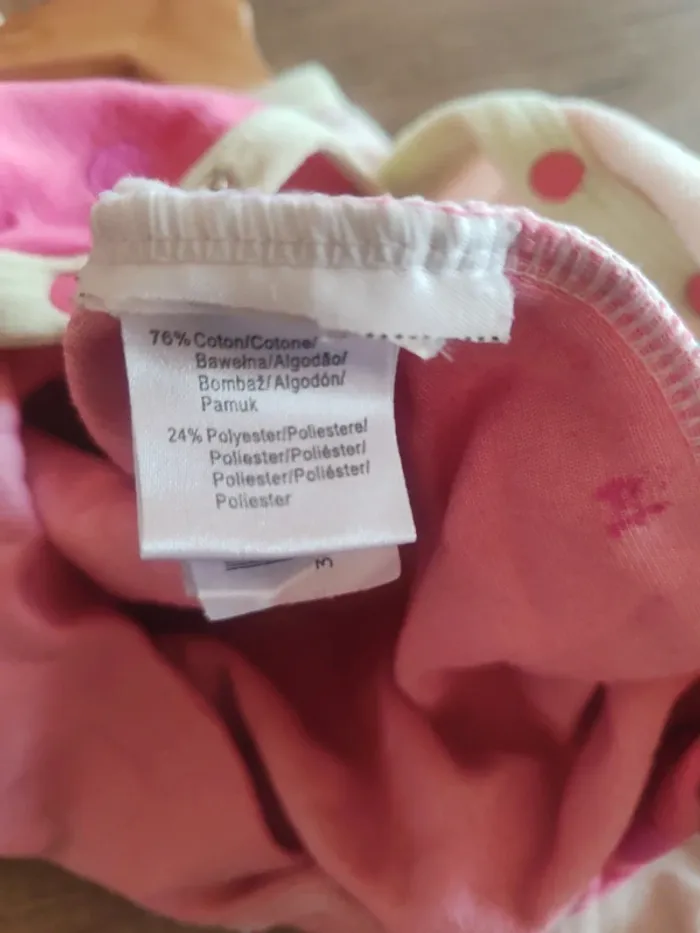 76% Coton/Cotone/
Bawełna/Algodão/
Bombaž/Algodón/
Pamuk
24% Polyester/Poliestere/
Poliester/Poliéster/
Poliester/Poliéster/
Poliester